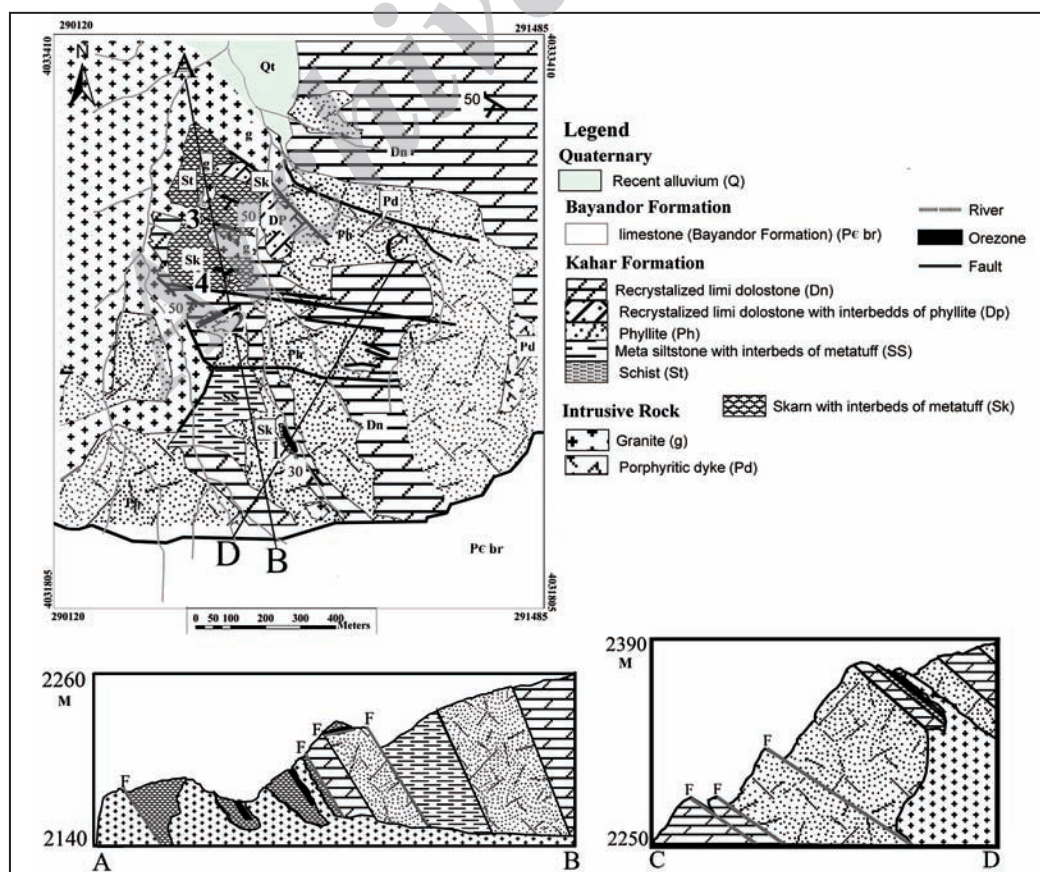 290120
291485
4033410
4033410
N
A
Qt
50
Dn
St
Sk
Pd
3
50
DP
Ph
C
Sk
4
50
Ph
Pd
SS
Sk
Dn
1
30
Ph
D
B
PЄ br
4031805
4031805
290120
291485
0 50 100 200 300 400
Meters
Legend
Quaternary
Recent alluvium (Q)
Bayandor Formation
limestone (Bayandor Formation) (PЄ br)
Kahar Formation
Recrystalized limi dolostone (Dn)
Recrystalized limi dolostone with interbedds of phyllite (Dp)
Phyllite (Ph)
Meta siltstone with interbeds of metatuff (SS)
Schist (St)
Skarn with interbeds of metatuff (Sk)
Intrusive Rock
Granite (g)
Porphyritic dyke (Pd)
River
Orezone
Fault
2260
M
F
F
F
F
2140
A
B
2390
M
F
F
F
2250
C
D